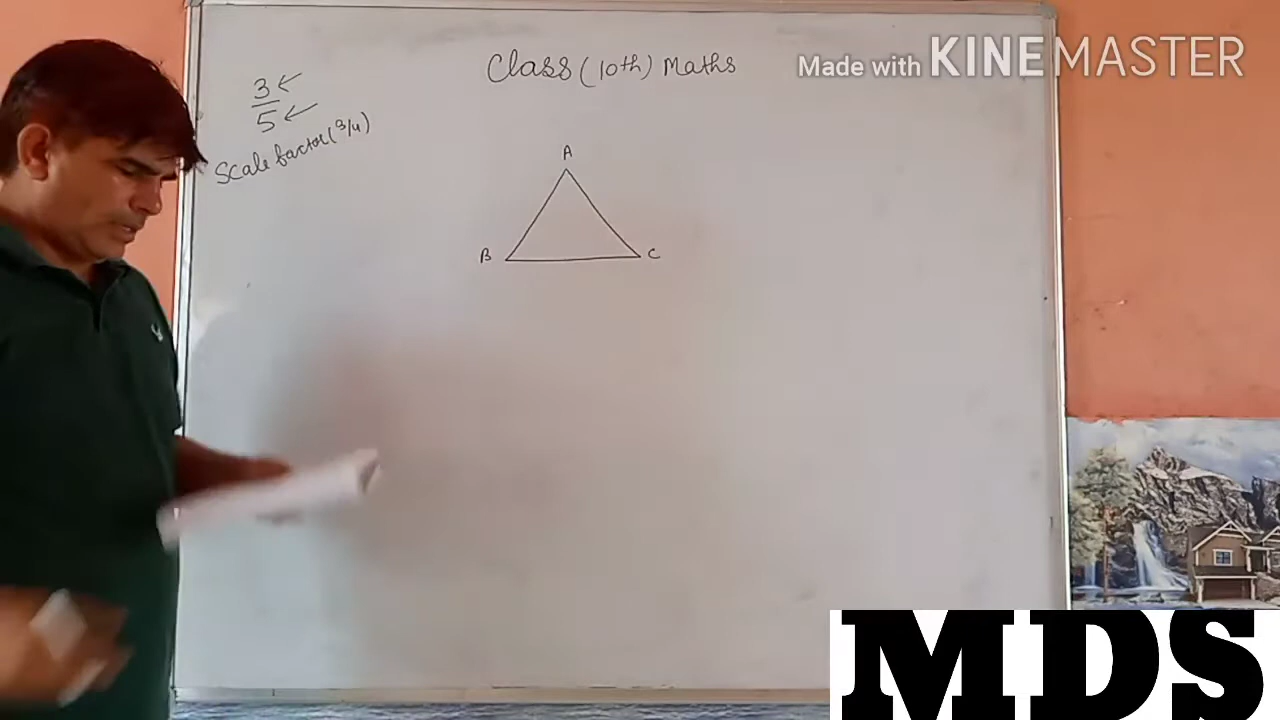 Class (10th) Maths
Made with KINEMASTER
3
5
Scale factor (3/4)
A
B
C
MDS